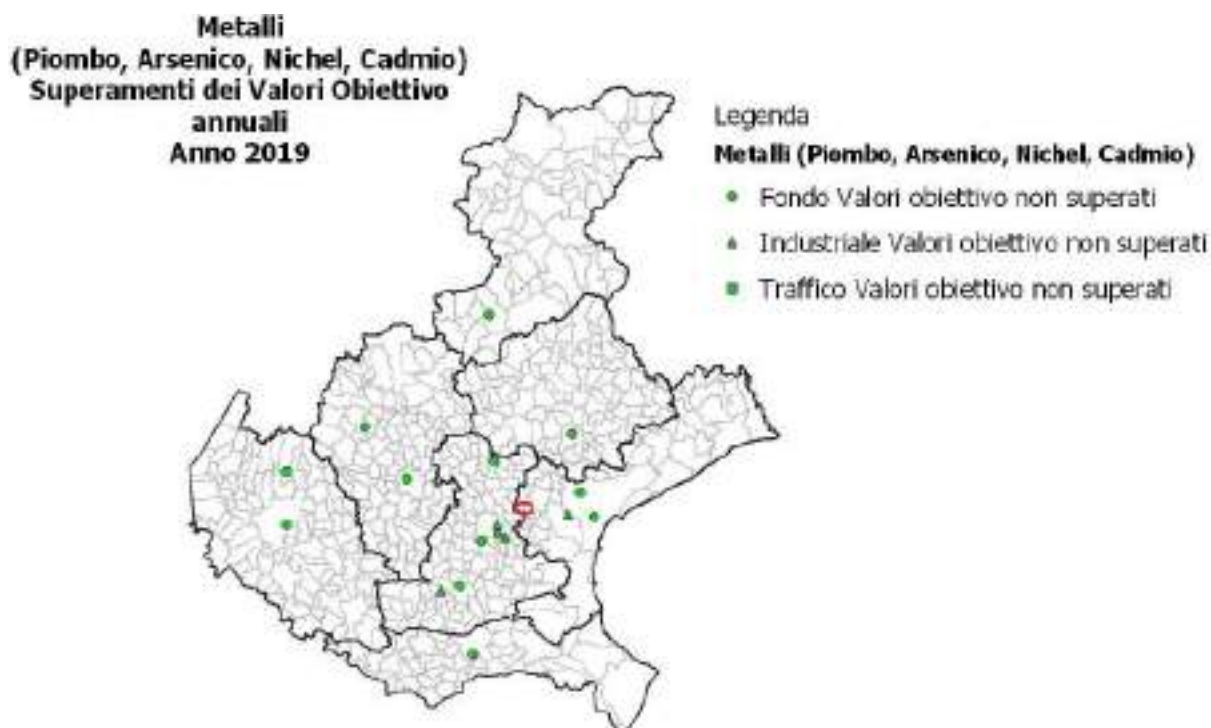 Metalli
(Piombo, Arsenico, Nichel, Cadmio)
Superamenti dei Valori Obiettivo
annuali
Anno 2019
Legenda
Metalli (Piombo, Arsenico, Nichel, Cadmio)
Fondo Valori obiettivo non superati
Industriale Valori obiettivo non superati
Traffico Valori obiettivo non superati